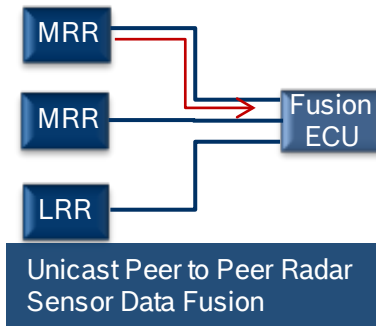 MRR
MRR
Fusion
ECU
LRR
Unicast Peer to Peer Radar
Sensor Data Fusion